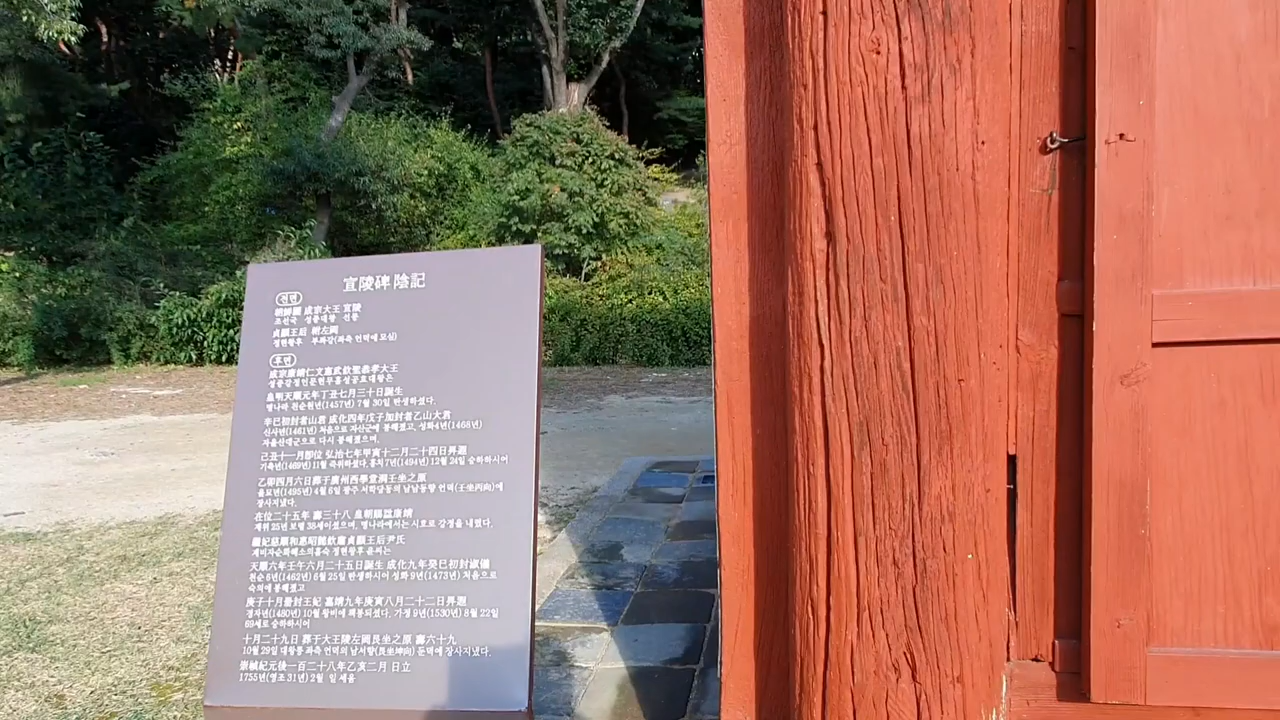 宣陵碑 陰記
전면
朝鮮國 成宗大王 宣陵
조선국 성종대왕 선릉
貞顯王后 祔左岡
정현왕후 부좌강(좌측 언덕에 모심)
후면
成宗康靖仁文憲武欽聖恭孝大王
성종강정인문헌무흠성공효대왕은
皇明天順元年丁丑七月三十日誕生
명나라 천순원년(1457년) 7월 30일 탄생하셨다.
辛巳初封者山君 成化四年戊子加封者乙山大君
신사년(1461년) 처음으로 자산군에 봉해졌고, 성화4년(1468년)
자을산대군으로 다시 봉해졌으며,
己丑十一月卽位 弘治七年甲寅十二月二十四日昇遐
기축년(1469년) 11월 즉위하셨다. 홍치 7년(1494년) 12월 24일 승하하시어
乙卯四月六日葬于廣州西學堂洞壬坐之原
을묘년(1495년) 4월 6일 광주 서학당동의 남남동향 언덕(壬坐丙向)에
장사지냈다.
在位二十五年 壽三十八 皇朝賜諡康靖
재위 25년 보령 38세이셨으며, 명나라에서는 시호로 강정을 내렸다.
繼妃慈順和惠昭懿欽肅貞顯王后尹氏
계비자순화혜소의흠숙 정현왕후 윤씨는
天順六年壬午六月二十五日誕生 成化九年癸巳初封淑儀
천순 6년(1462년) 6월 25일 탄생하시어 성화 9년(1473년) 처음으로
숙의에 봉해졌고
庚子十月冊封王妃 嘉靖九年庚寅八月二十二日昇遐
경자년(1480년) 10월 왕비에 책봉되셨다. 가정 9년(1530년) 8월 22일
69세로 승하하시어
十月二十九日 葬于大王陵左岡艮坐之原 壽六十九
10월 29일 대왕릉 좌측 언덕의 남서향(艮坐坤向) 둔덕에 장사지냈다.
崇禎紀元後一百二十八年乙亥二月 日立
1755년(영조 31년) 2월 일 세움